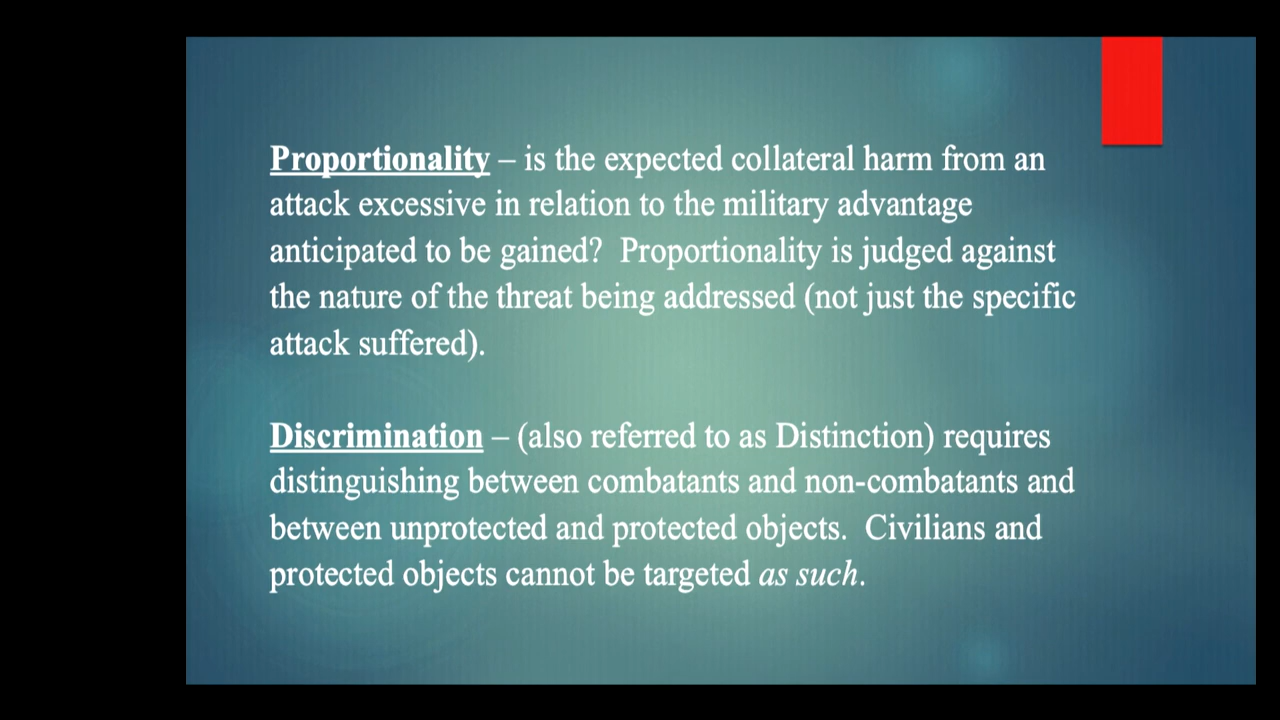 Proportionality – is the expected collateral harm from an
attack excessive in relation to the military advantage
anticipated to be gained?  Proportionality is judged against
the nature of the threat being addressed (not just the specific
attack suffered).
Discrimination – (also referred to as Distinction) requires
distinguishing between combatants and non-combatants and
between unprotected and protected objects.  Civilians and
protected objects cannot be targeted as such.